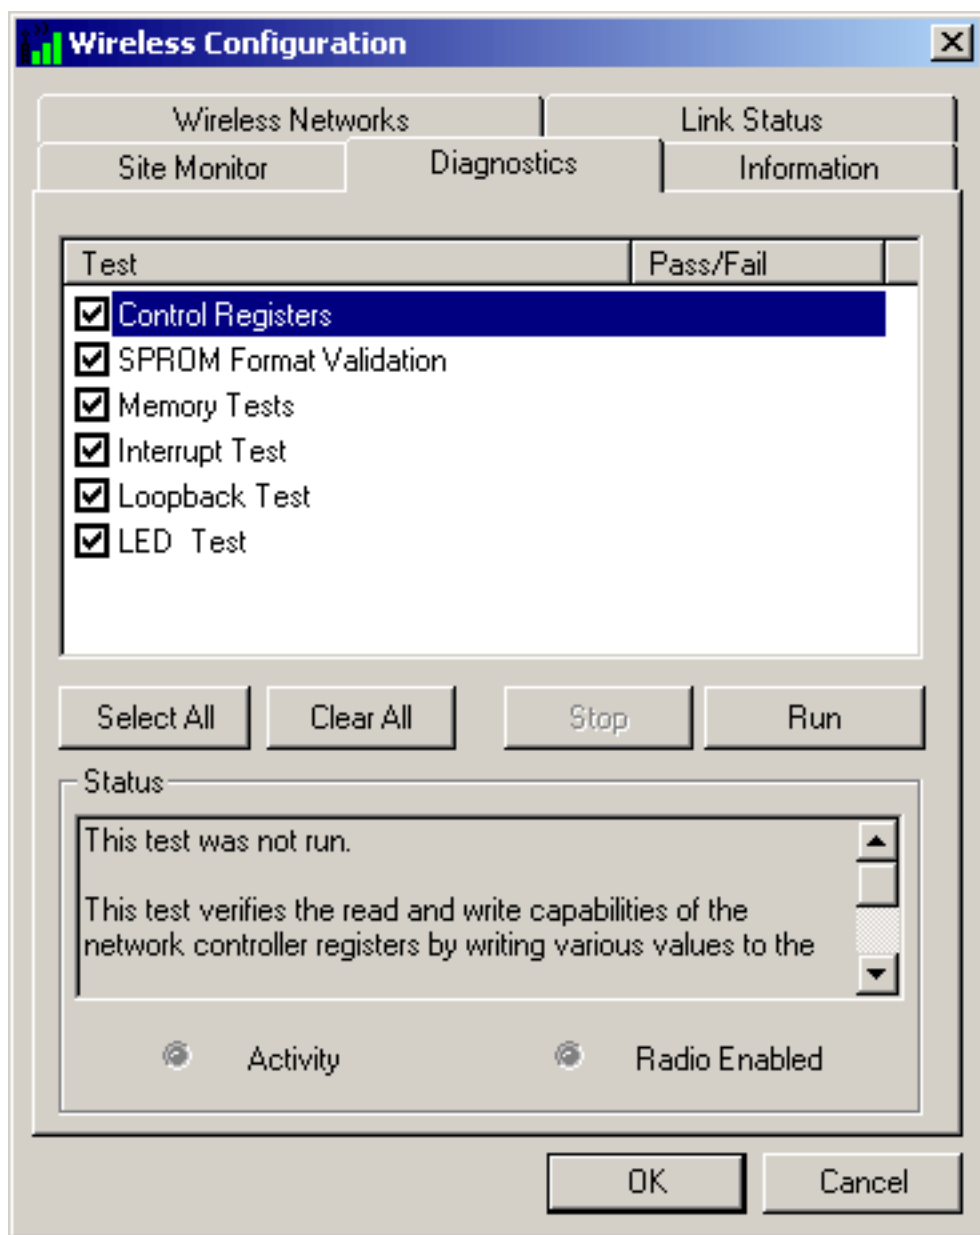 Wireless Configuration
Wireless Networks
Link Status
Site Monitor
Diagnostics
Information
Test
Pass/Fail
Control Registers
SPROM Format Validation
Memory Tests
Interrupt Test
Loopback Test
LED  Test
Select All
Clear All
Stop
Run
Status
This test was not run.
This test verifies the read and write capabilities of the
network controller registers by writing various values to the
Activity
Radio Enabled
OK
Cancel